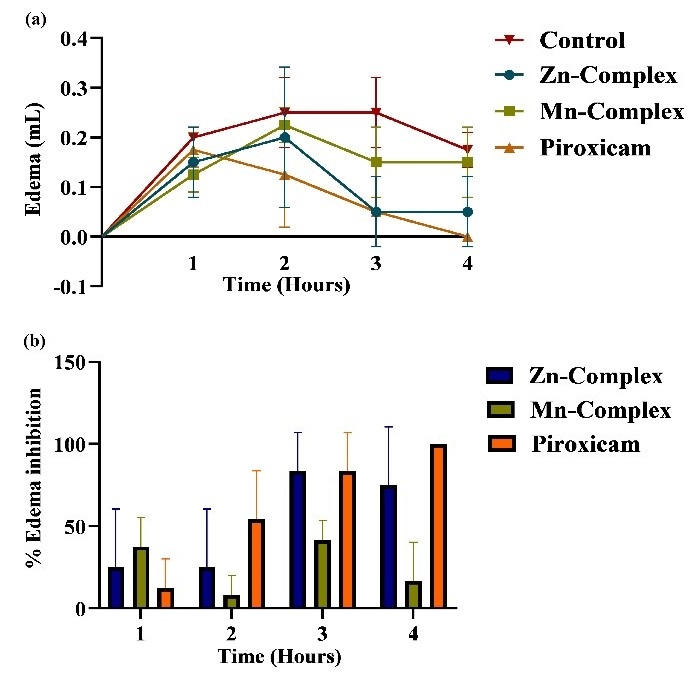 (a)
0.4
0.3
0.2
0.1
0.0
-0.1
Edema (mL)
1
2
3
4
Time (Hours)
Control
Zn-Complex
Mn-Complex
Piroxicam
(b)
150
100
50
0
% Edema inhibition
1
2
3
4
Time (Hours)
Zn-Complex
Mn-Complex
Piroxicam